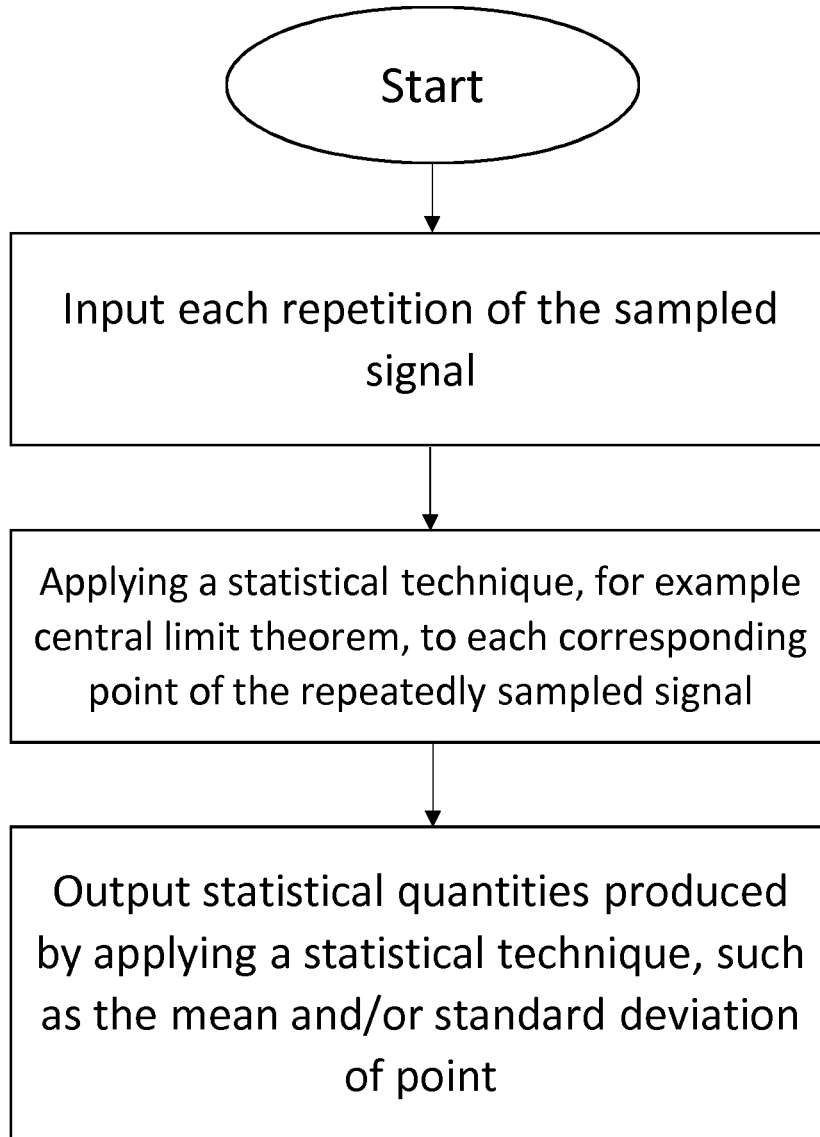 Start
Input each repetition of the sampled
signal
Applying a statistical technique, for example
central limit theorem, to each corresponding
point of the repeatedly sampled signal
Output statistical quantities produced
by applying a statistical technique, such
as the mean and/or standard deviation
of point